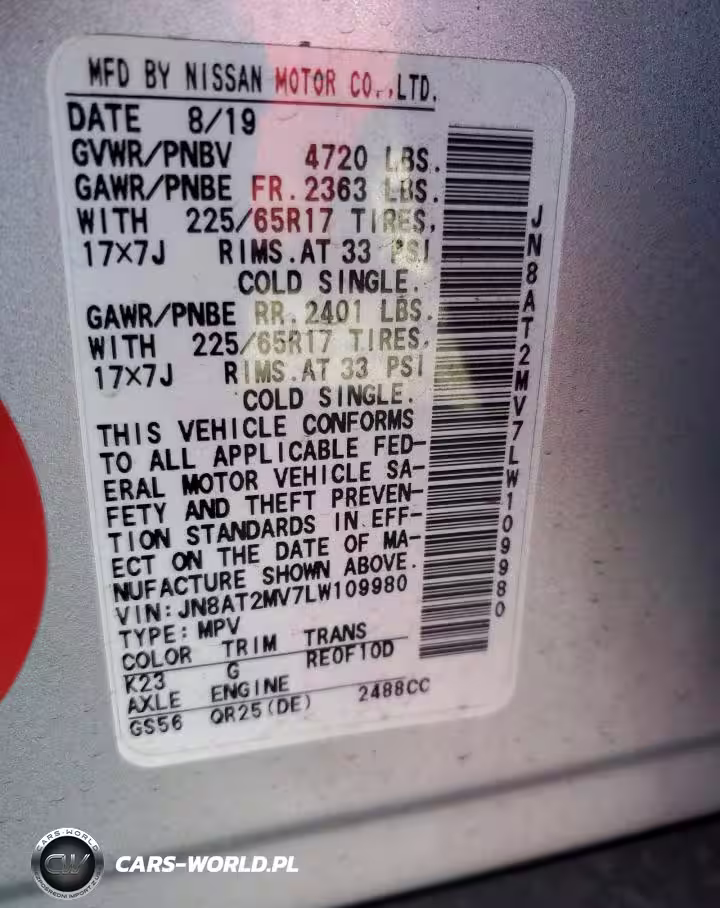 MFD BY NISSAN MOTOR CO.,LTD.
DATE 8/19
GVWR/PNBV 4720 LBS.
GAWR/PNBE FR.2363 LBS.
WITH 225/65R17 TIRES,
17×7J RIMS.AT 33 PSI
COLD SINGLE.
GAWR/PNBE RR.2401 LBS.
WITH 225/65R17 TIRES,
17×7J RIMS.AT 33 PSI
COLD SINGLE.
THIS VEHICLE CONFORMS
TO ALL APPLICABLE FED-
ERAL MOTOR VEHICLE SA-
FETY AND THEFT PREVEN-
TION STANDARDS IN EFF-
ECT ON THE DATE OF MA-
NUFACTURE SHOWN ABOVE.
VIN:JN8AT2MV7LW109980
TYPE:MPV
COLOR TRIM TRANS
K23 G RE0F10D
AXLE ENGINE
GS56 QR25(DE) 2488CC
JN8AT2MV7LW109980
CARS-WORLD
CW
CARS-WORLD.PL